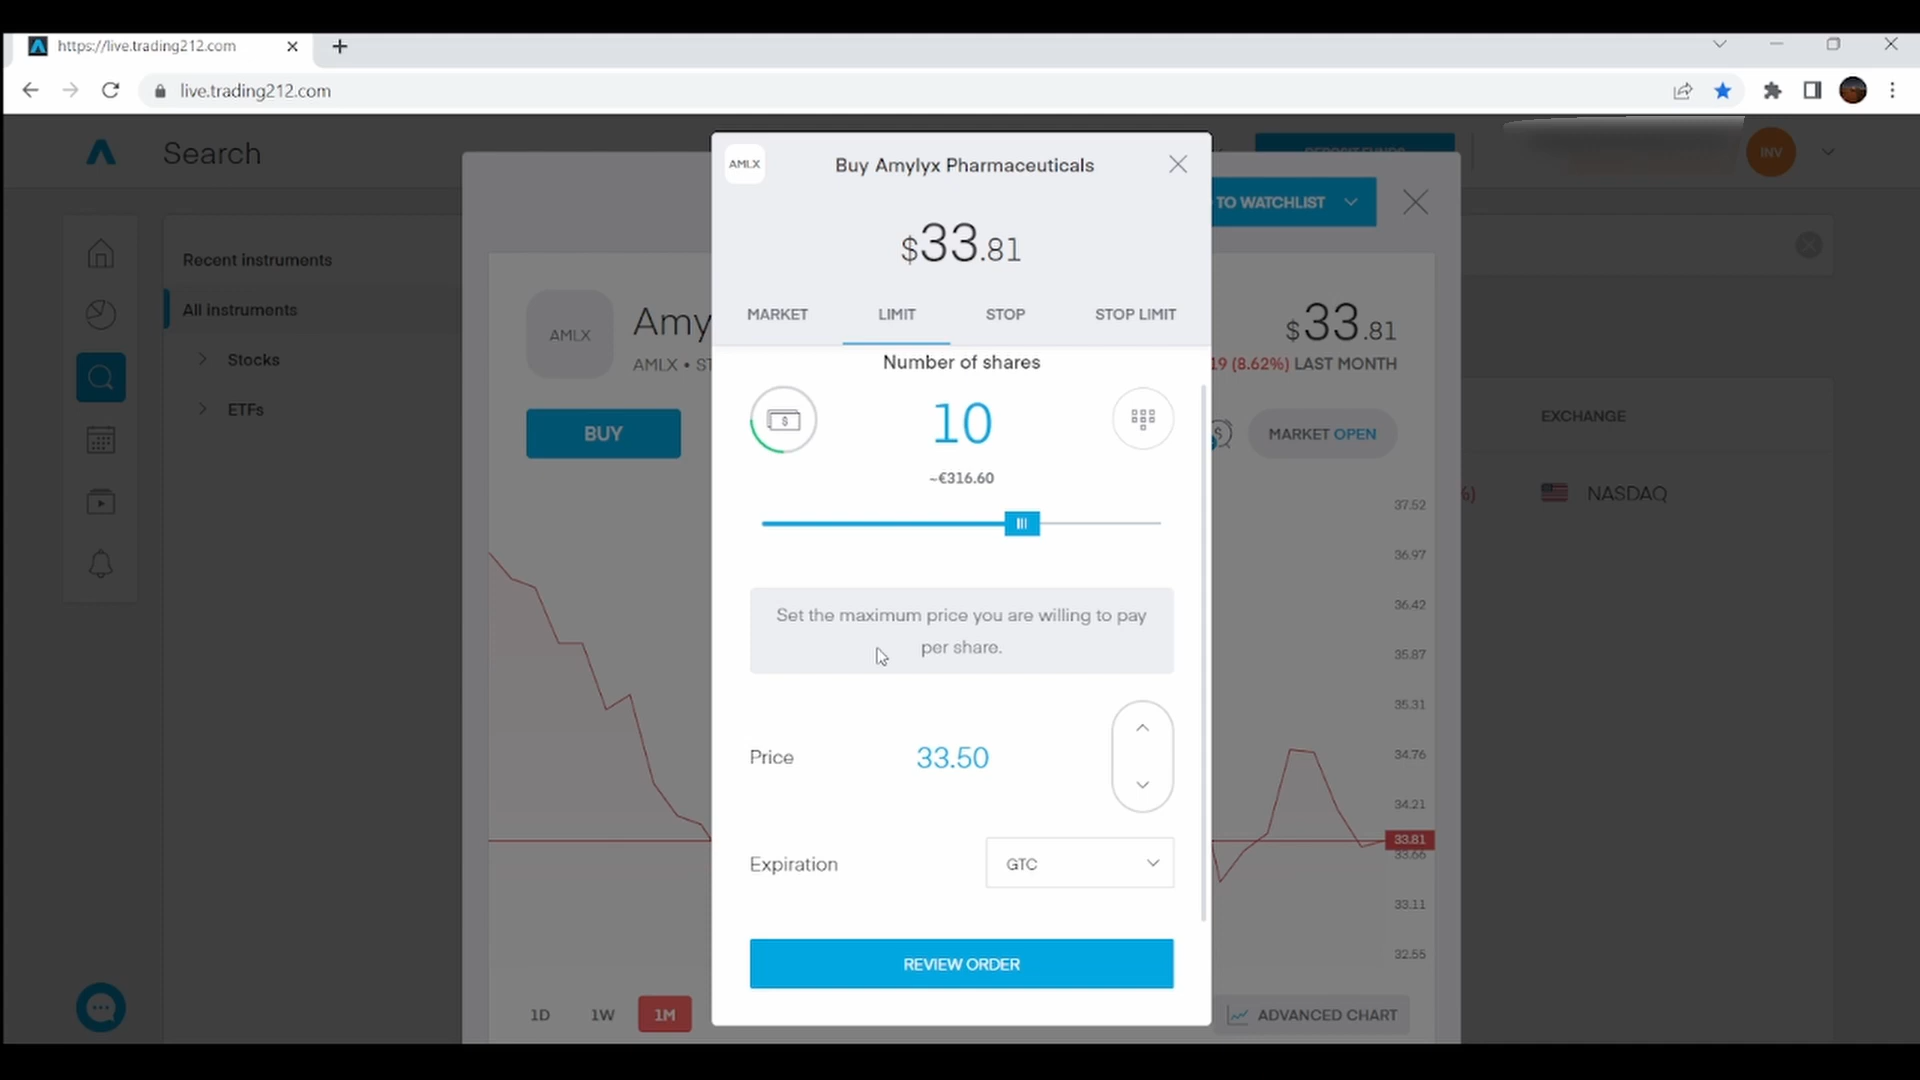 https://live.trading212.com
live.trading212.com
Search
INV
Recent instruments
All instruments
Stocks
ETFs
TO WATCHLIST
AMLX
AMLX •
$33.81
(8.62%) LAST MONTH
BUY
MARKET OPEN
EXCHANGE
NASDAQ
37.52
36.97
36.42
35.87
35.31
34.76
34.21
33.81
33.66
33.11
32.55
1D 1W 1M
ADVANCED CHART
AMLX
Buy Amylyx Pharmaceuticals
$33.81
MARKET LIMIT STOP STOP LIMIT
Number of shares
10
~€316.60
Set the maximum price you are willing to pay
per share.
Price 33.50
Expiration GTC
REVIEW ORDER